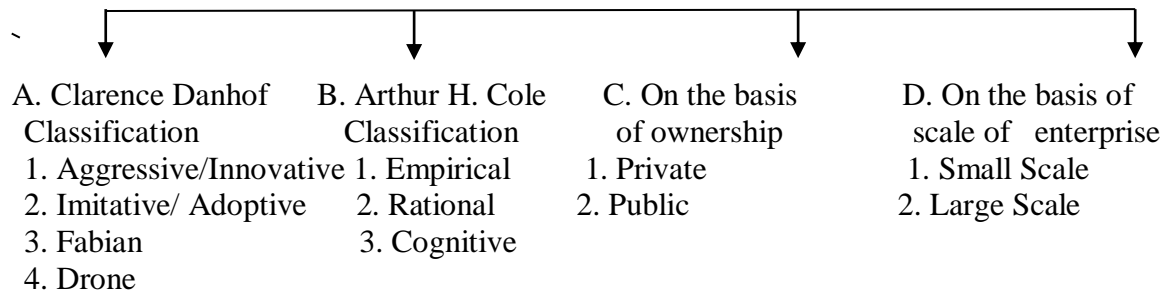 A. Clarence Danhof
Classification
1. Aggressive/Innovative
2. Imitative/ Adoptive
3. Fabian
4. Drone
B. Arthur H. Cole
Classification
1. Empirical
2. Rational
3. Cognitive
C. On the basis
of ownership
1. Private
2. Public
D. On the basis of
scale of enterprise
1. Small Scale
2. Large Scale